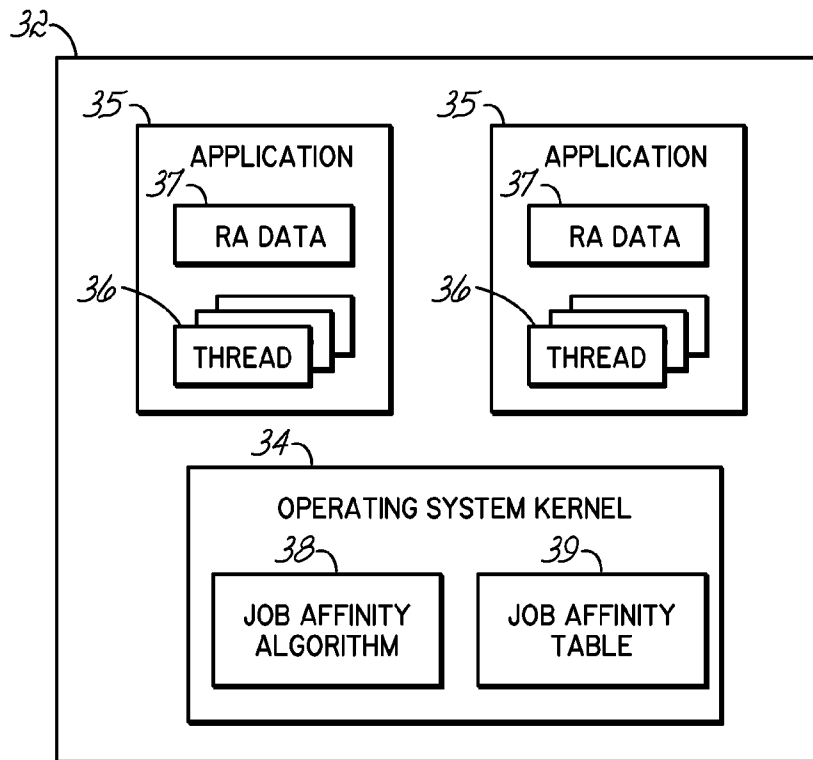 32
35
APPLICATION
37
RA DATA
36
THREAD
35
APPLICATION
37
RA DATA
36
THREAD
34
OPERATING SYSTEM KERNEL
38
JOB AFFINITY
ALGORITHM
39
JOB AFFINITY
TABLE